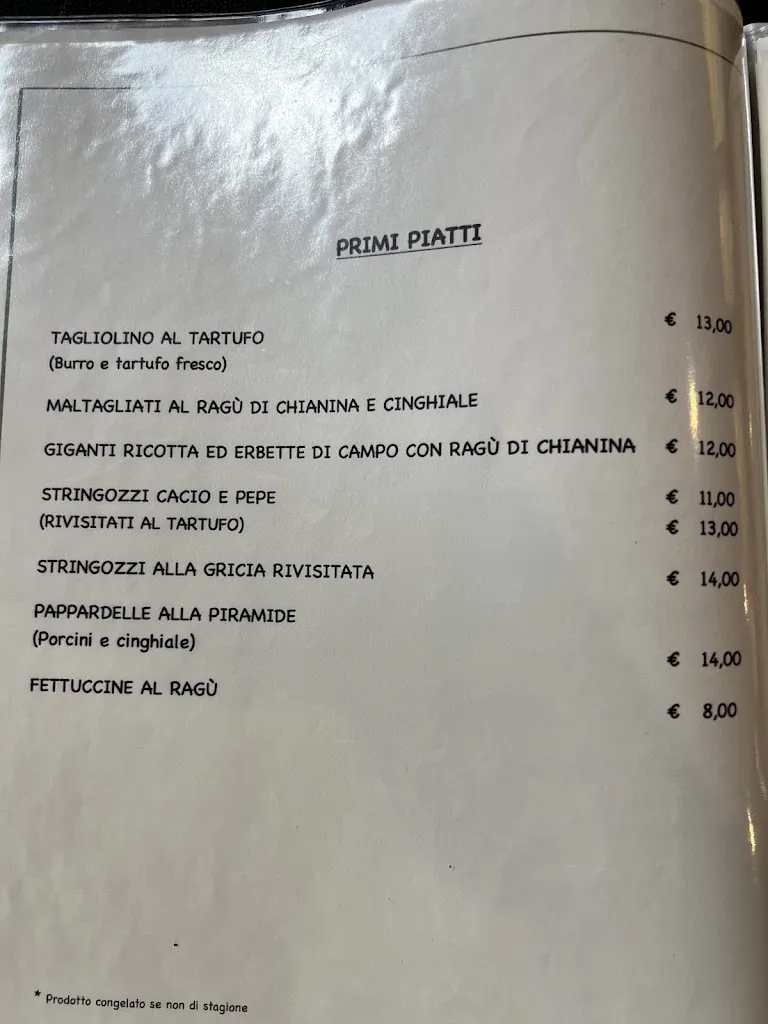 PRIMI PIATTI
TAGLIOLINO AL TARTUFO € 13,00
(Burro e tartufo fresco)
MALTAGLIATI AL RAGÙ DI CHIANINA E CINGHIALE € 12,00
GIGANTI RICOTTA ED ERBETTE DI CAMPO CON RAGÙ DI CHIANINA € 12,00
STRINGOZZI CACIO E PEPE € 11,00
(RIVISITATI AL TARTUFO) € 13,00
STRINGOZZI ALLA GRICIA RIVISITATA € 14,00
PAPPARDELLE ALLA PIRAMIDE
(Porcini e cinghiale) € 14,00
FETTUCCINE AL RAGÙ € 8,00
* Prodotto congelato se non di stagione